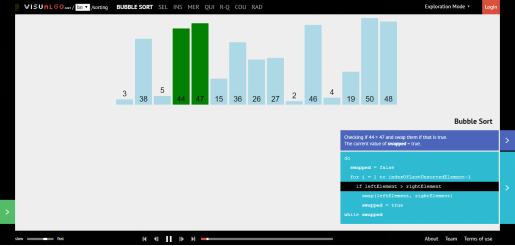 VISUALGO.net / en /sorting BUBBLE SORT SEL INS MER QUI R-Q COU RAD Exploration Mode Login
3 38 5 44 47 15 36 26 27 2 46 4 19 50 48
Bubble Sort
Checking if 44 > 47 and swap them if that is true.
The current value of swapped = true.
do
swapped = false
for i = 1 to indexOfLastUnsortedElement-1
if leftElement > rightElement
swap(leftElement, rightElement)
swapped = true
while swapped
slow fast About Team Terms of use